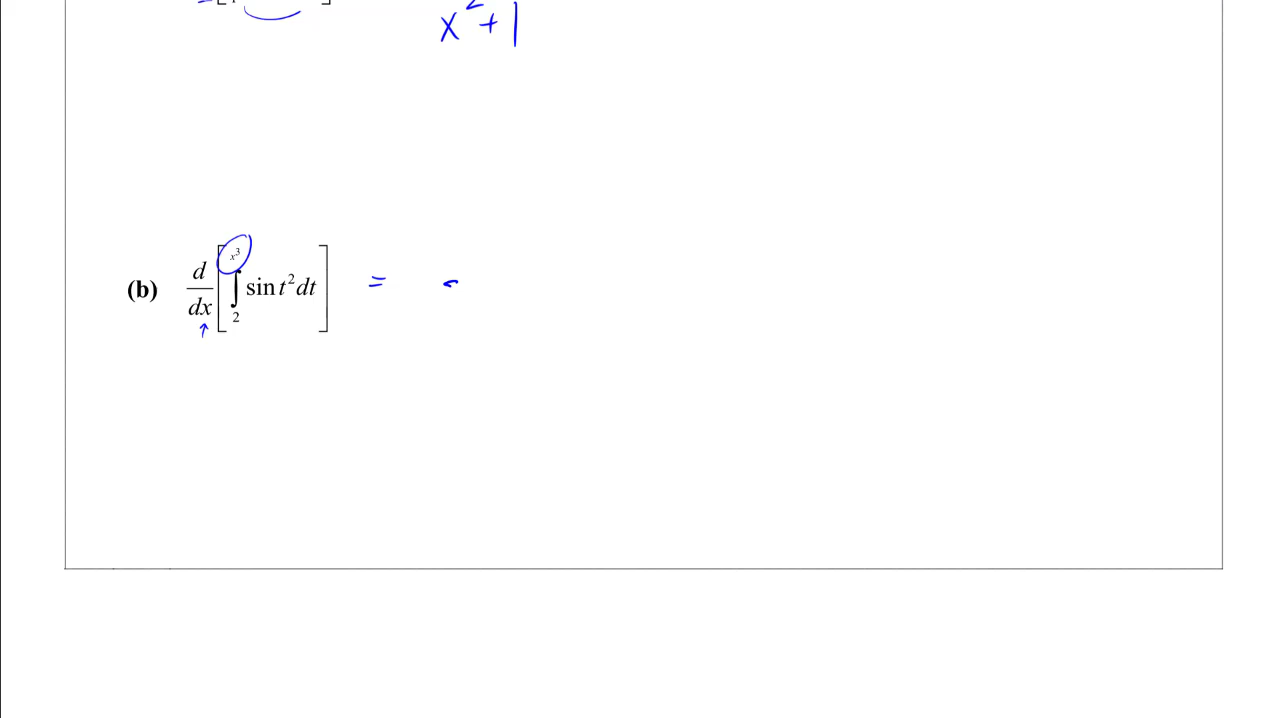 x² + 1
(b) d/dx [ ∫₂^{x³} sin t² dt ] =